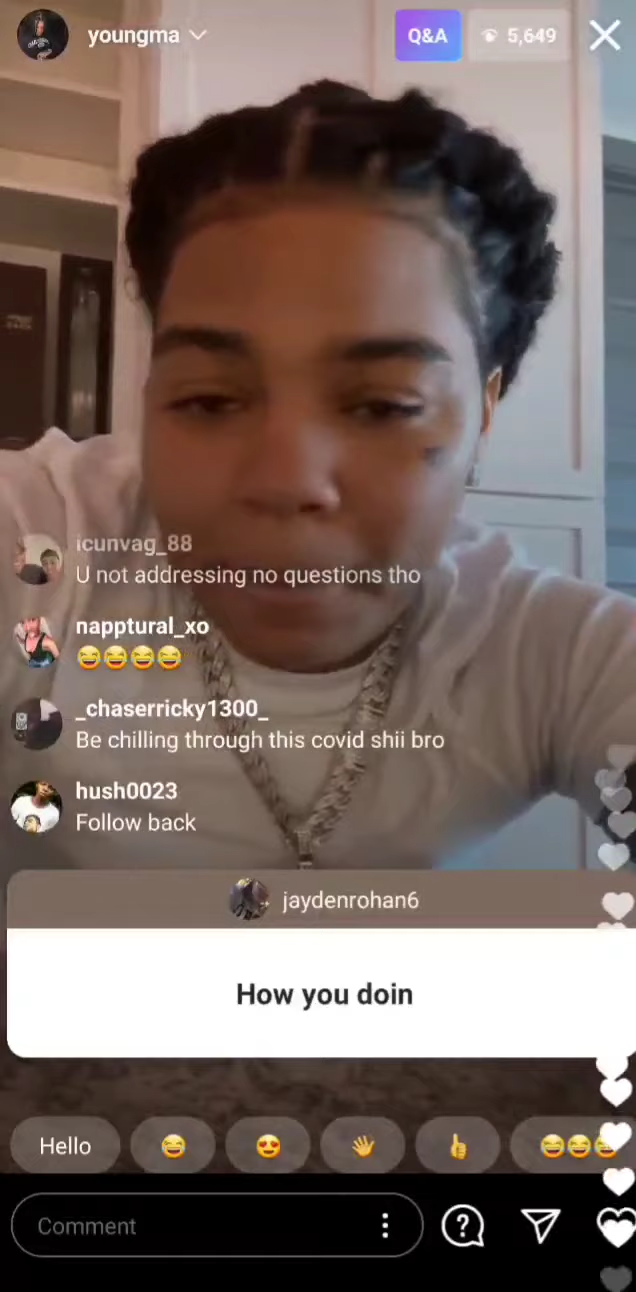 youngma
Q&A
5,649
icunvag_88
U not addressing no questions tho
napptural_xo
😂😂😂😂
_chaserricky1300_
Be chilling through this covid shii bro
hush0023
Follow back
jaydenrohan6
How you doin
Hello 😂 😍 👋 👍 😂😂😂
Comment